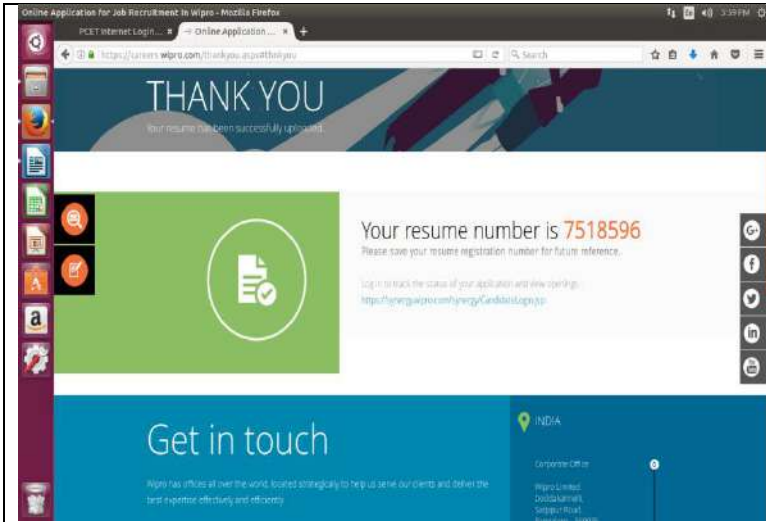 Online Application for Job Recruitment in Wipro - Mozilla Firefox
3:59 PM
PCET Internet Login... × Online Application ... × +
https://careers.wipro.com/thankyou.aspx#thankyou
Search
THANK YOU
Your resume has been successfully uploaded.
Your resume number is 7518596
Please save your resume registration number for future reference.
Log in to track the status of your application and view openings
https://synergy.wipro.com/synergy/CandidateLogin.jsp
G+
f
in
You
a
A
Get in touch
Wipro has offices all over the world, located strategically to help us serve our clients and deliver the
best expertise effectively and efficiently.
INDIA
Corporate Office
Wipro Limited
Doddakannelli,
Sarjapur Road,